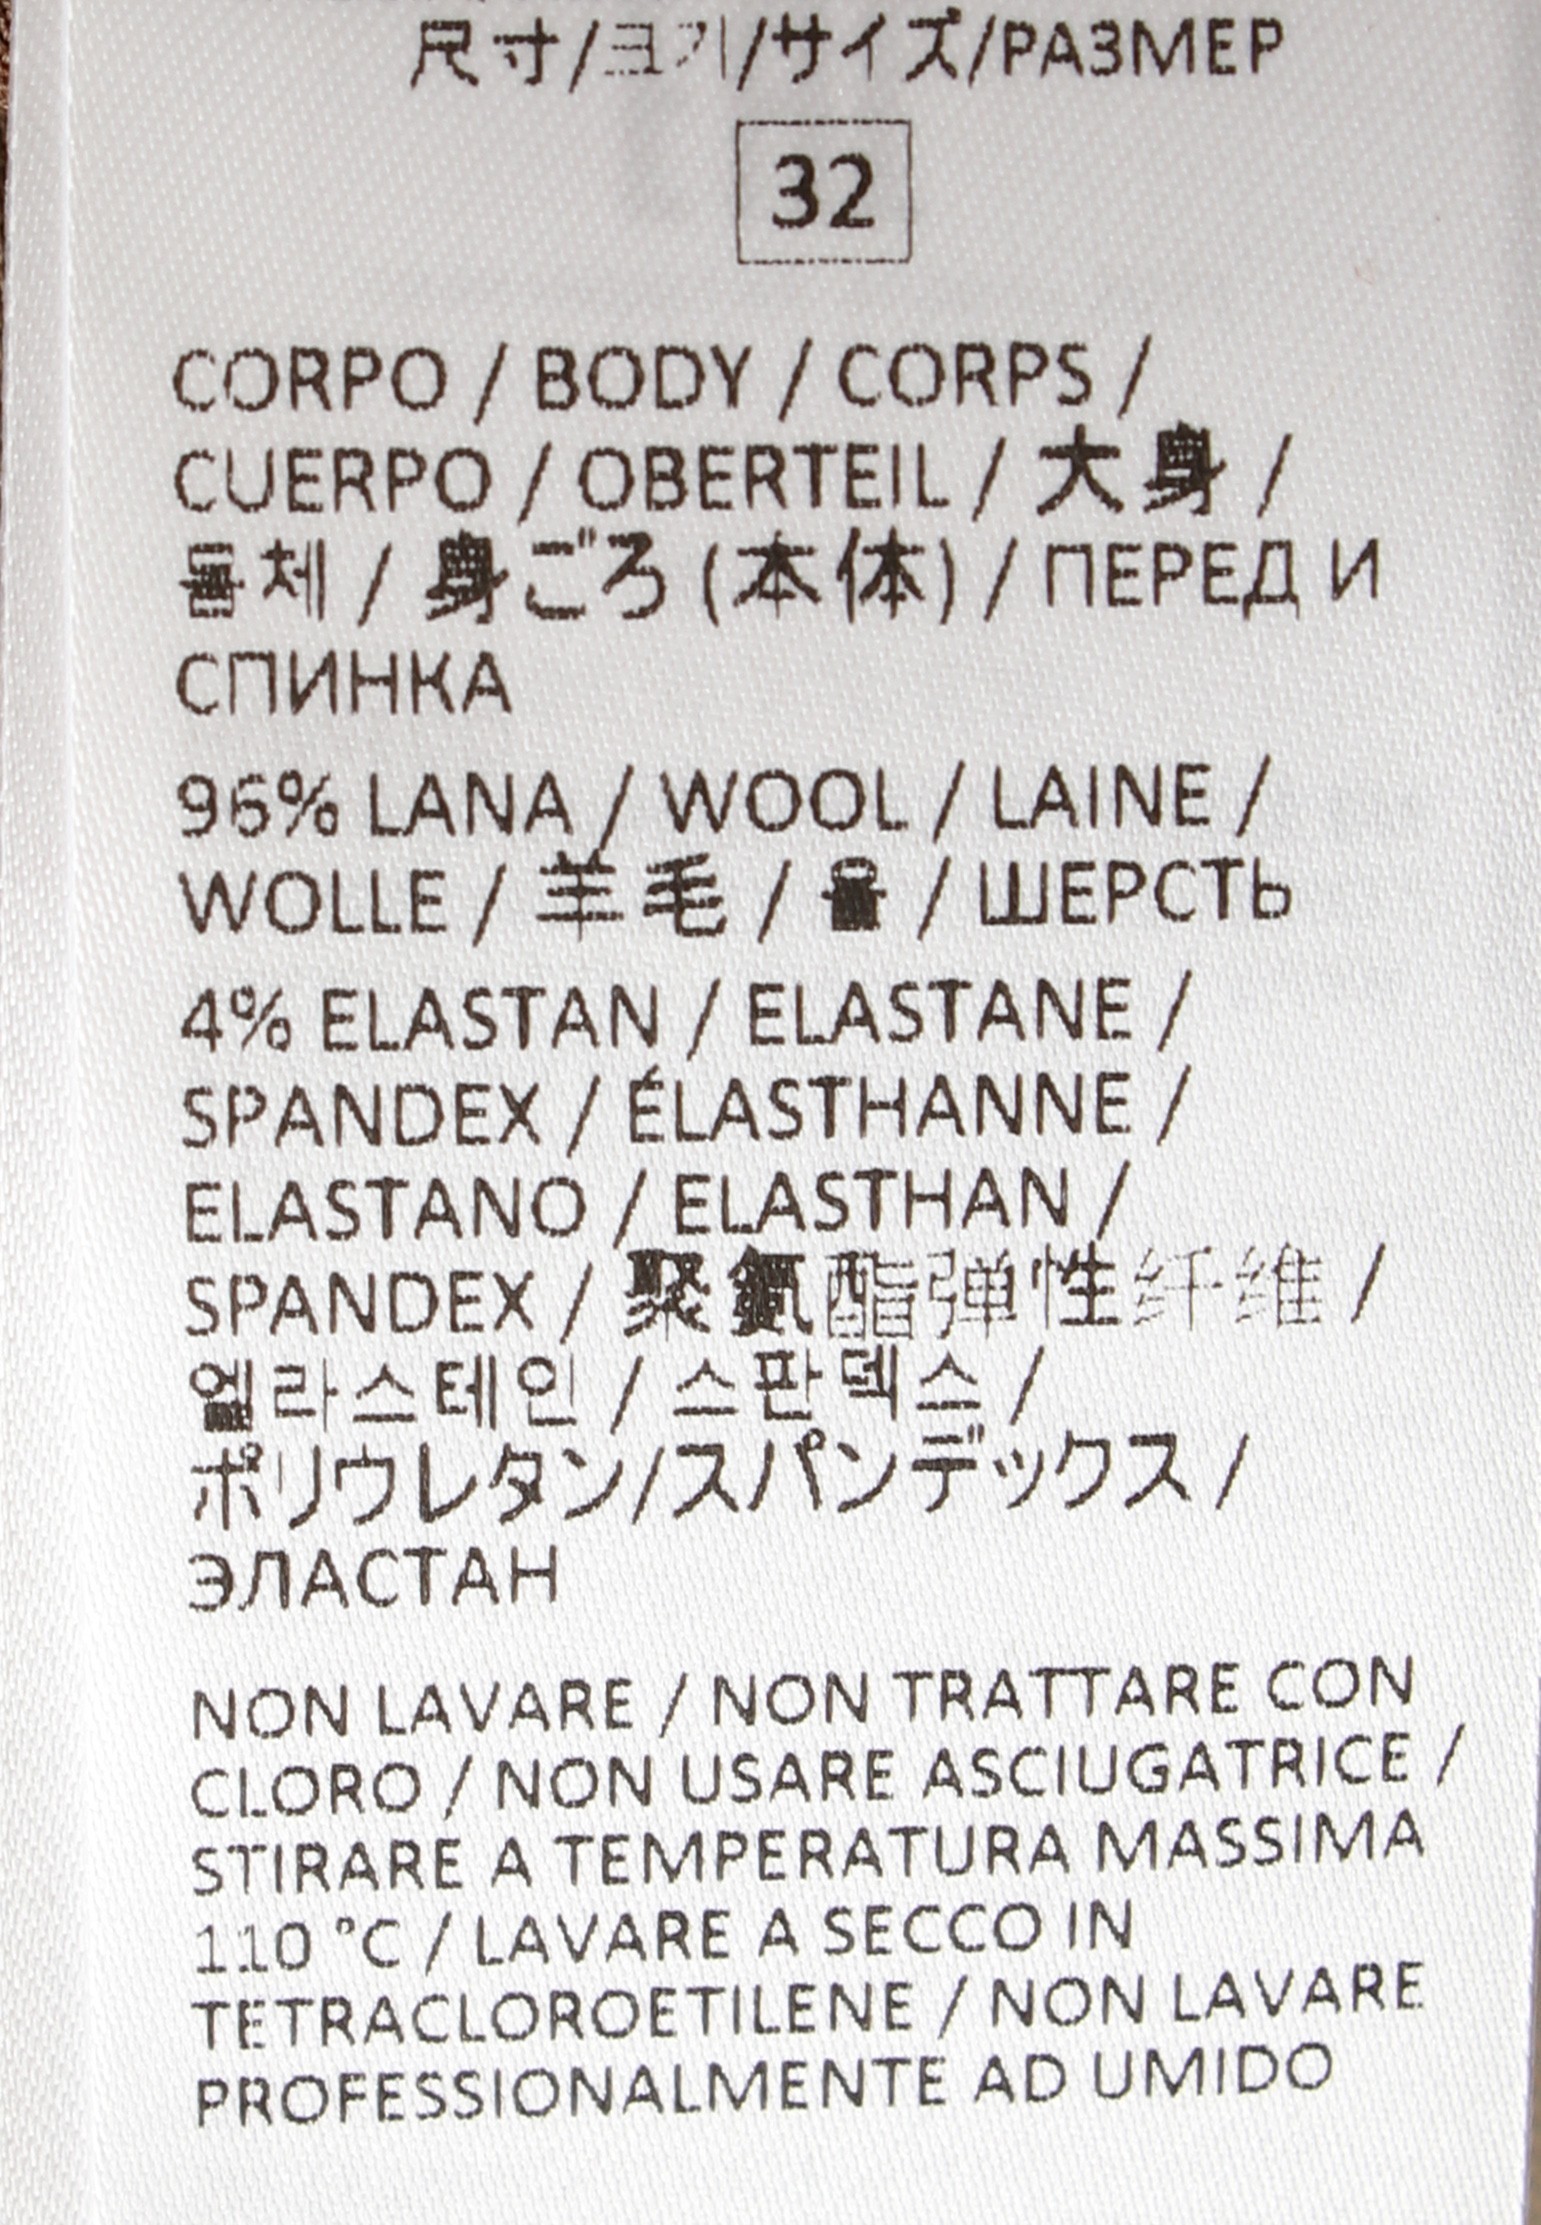 尺寸/크기/サイズ/РАЗМЕР
32
CORPO / BODY / CORPS /
CUERPO / OBERTEIL / 大身 /
몸체 / 身ごろ (本体) / ПЕРЕД И
СПИНКА
96% LANA / WOOL / LAINE /
WOLLE / 羊毛 / 울 / ШЕРСТЬ
4% ELASTAN / ELASTANE /
SPANDEX / ÉLASTHANNE /
ELASTANO / ELASTHAN /
SPANDEX / 聚氨酯弹性纤维 /
엘라스테인 / 스판덱스 /
ポリウレタン/スパンデックス /
ЭЛАСТАН
NON LAVARE / NON TRATTARE CON
CLORO / NON USARE ASCIUGATRICE /
STIRARE A TEMPERATURA MASSIMA
110 °C / LAVARE A SECCO IN
TETRACLOROETILENE / NON LAVARE
PROFESSIONALMENTE AD UMIDO